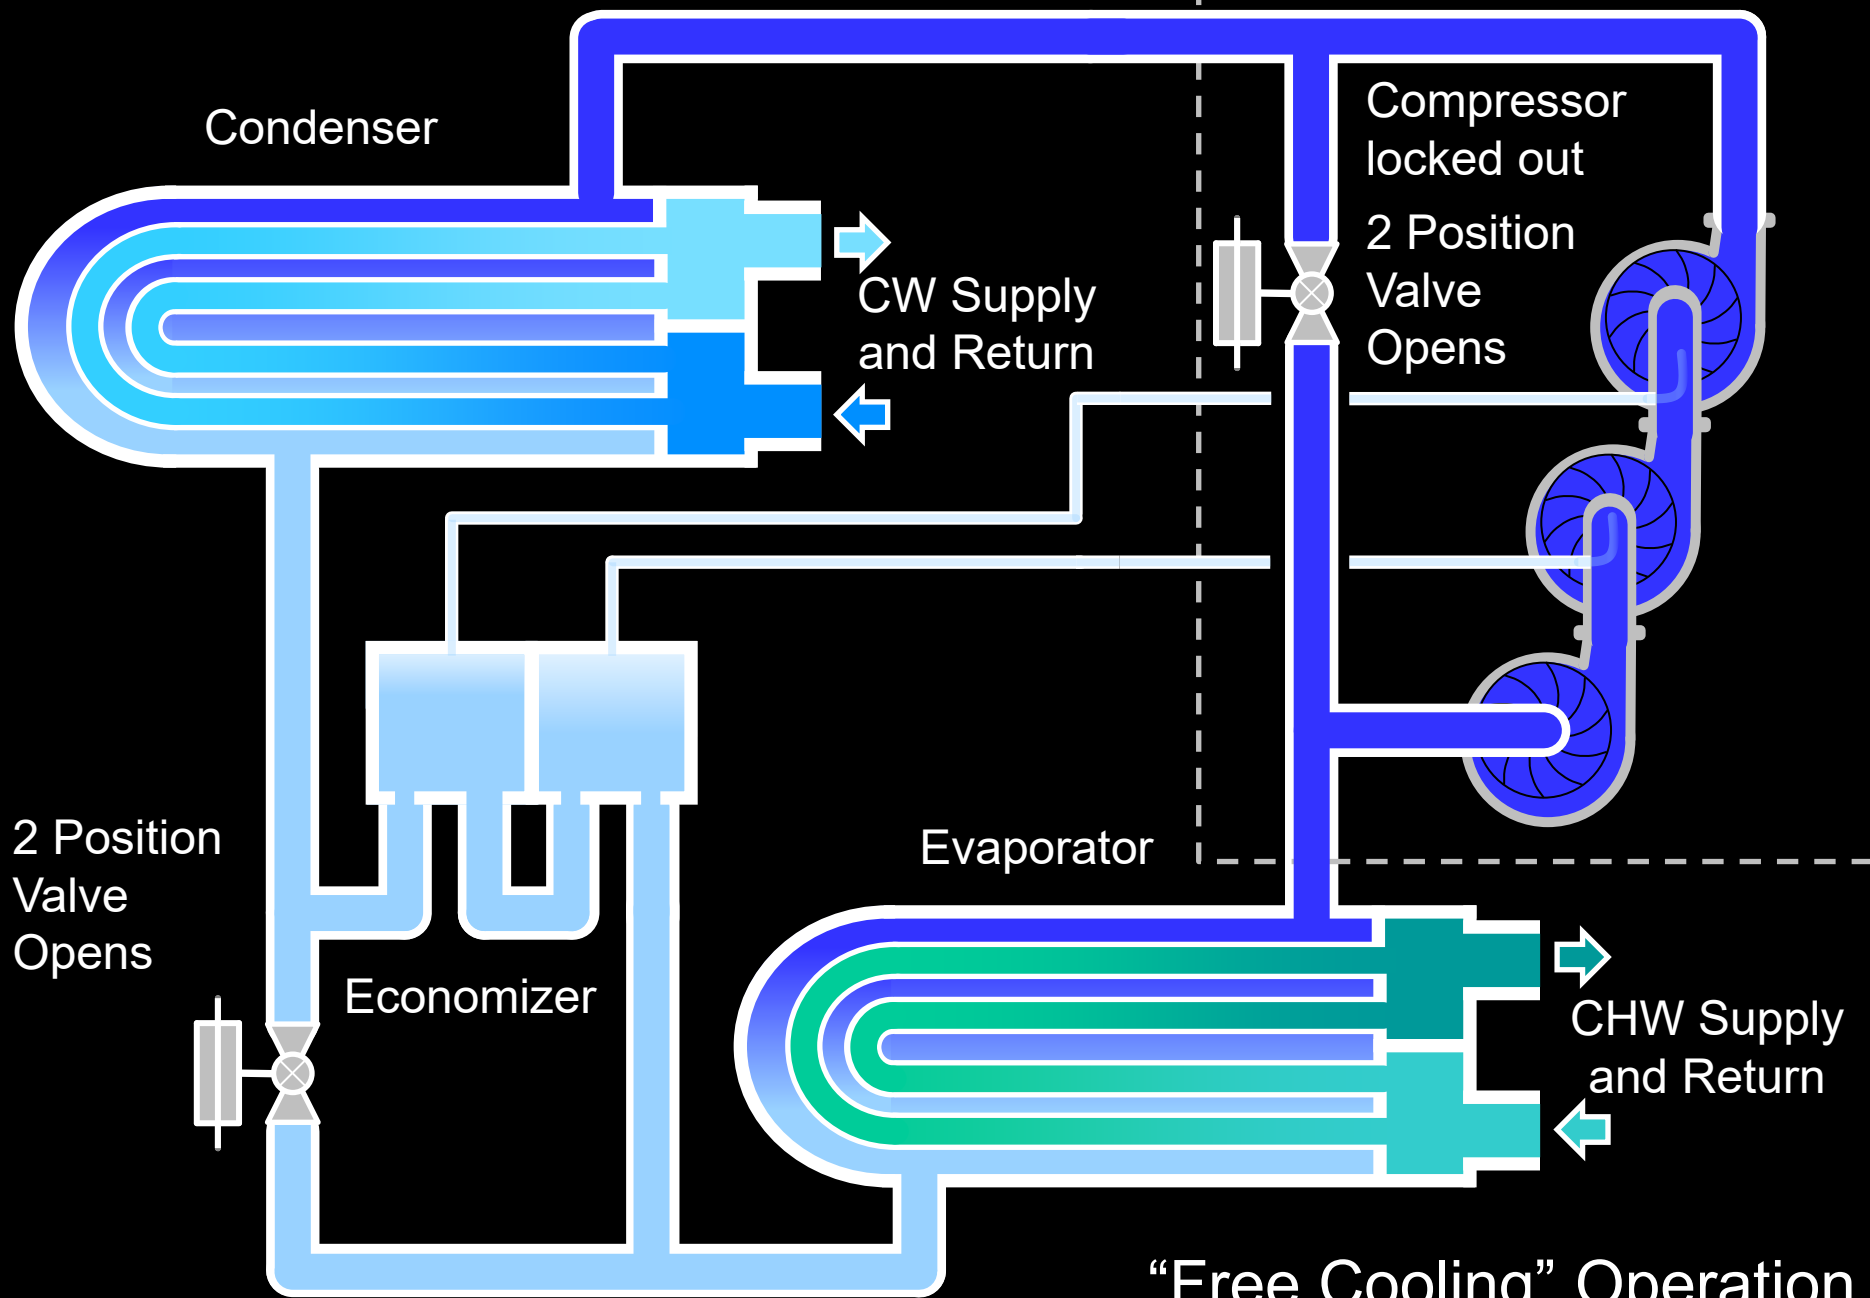 Condenser
Compressor
locked out
2 Position
Valve
Opens
CW Supply
and Return
2 Position
Valve
Opens
Evaporator
Economizer
CHW Supply
and Return
“Free Cooling” Operation